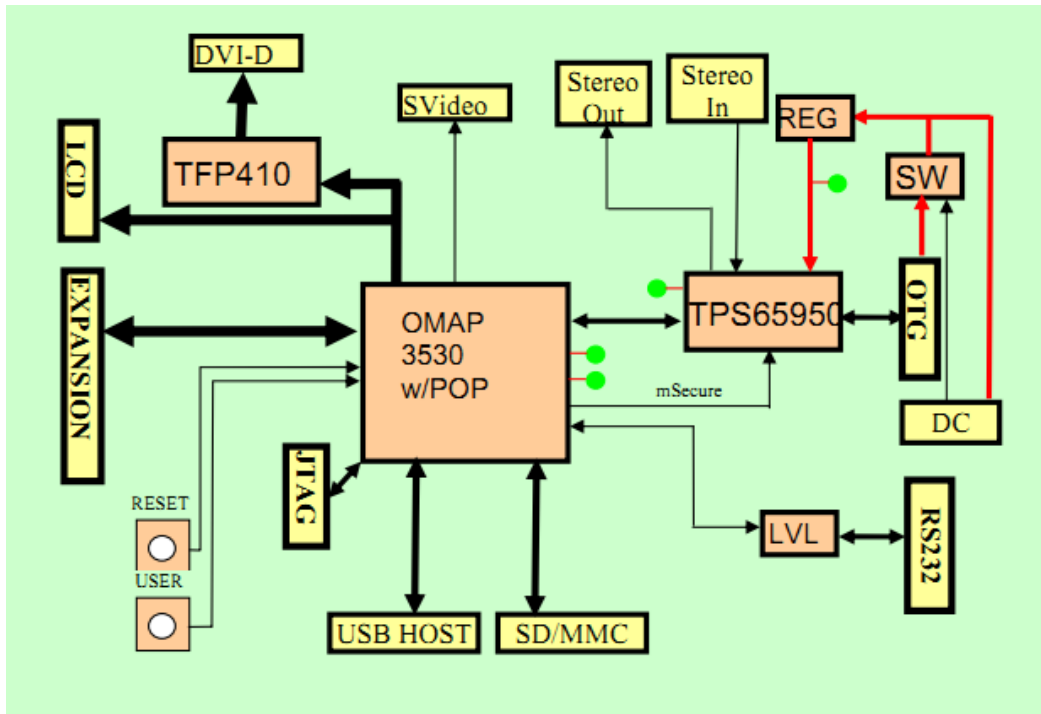 DVI-D
SVideo
Stereo
Out
Stereo
In
REG
LCD
TFP410
SW
EXPANSION
OMAP
3530
w/POP
TPS65950
OTG
mSecure
DC
JTAG
RESET
LVL
RS232
USER
USB HOST
SD/MMC